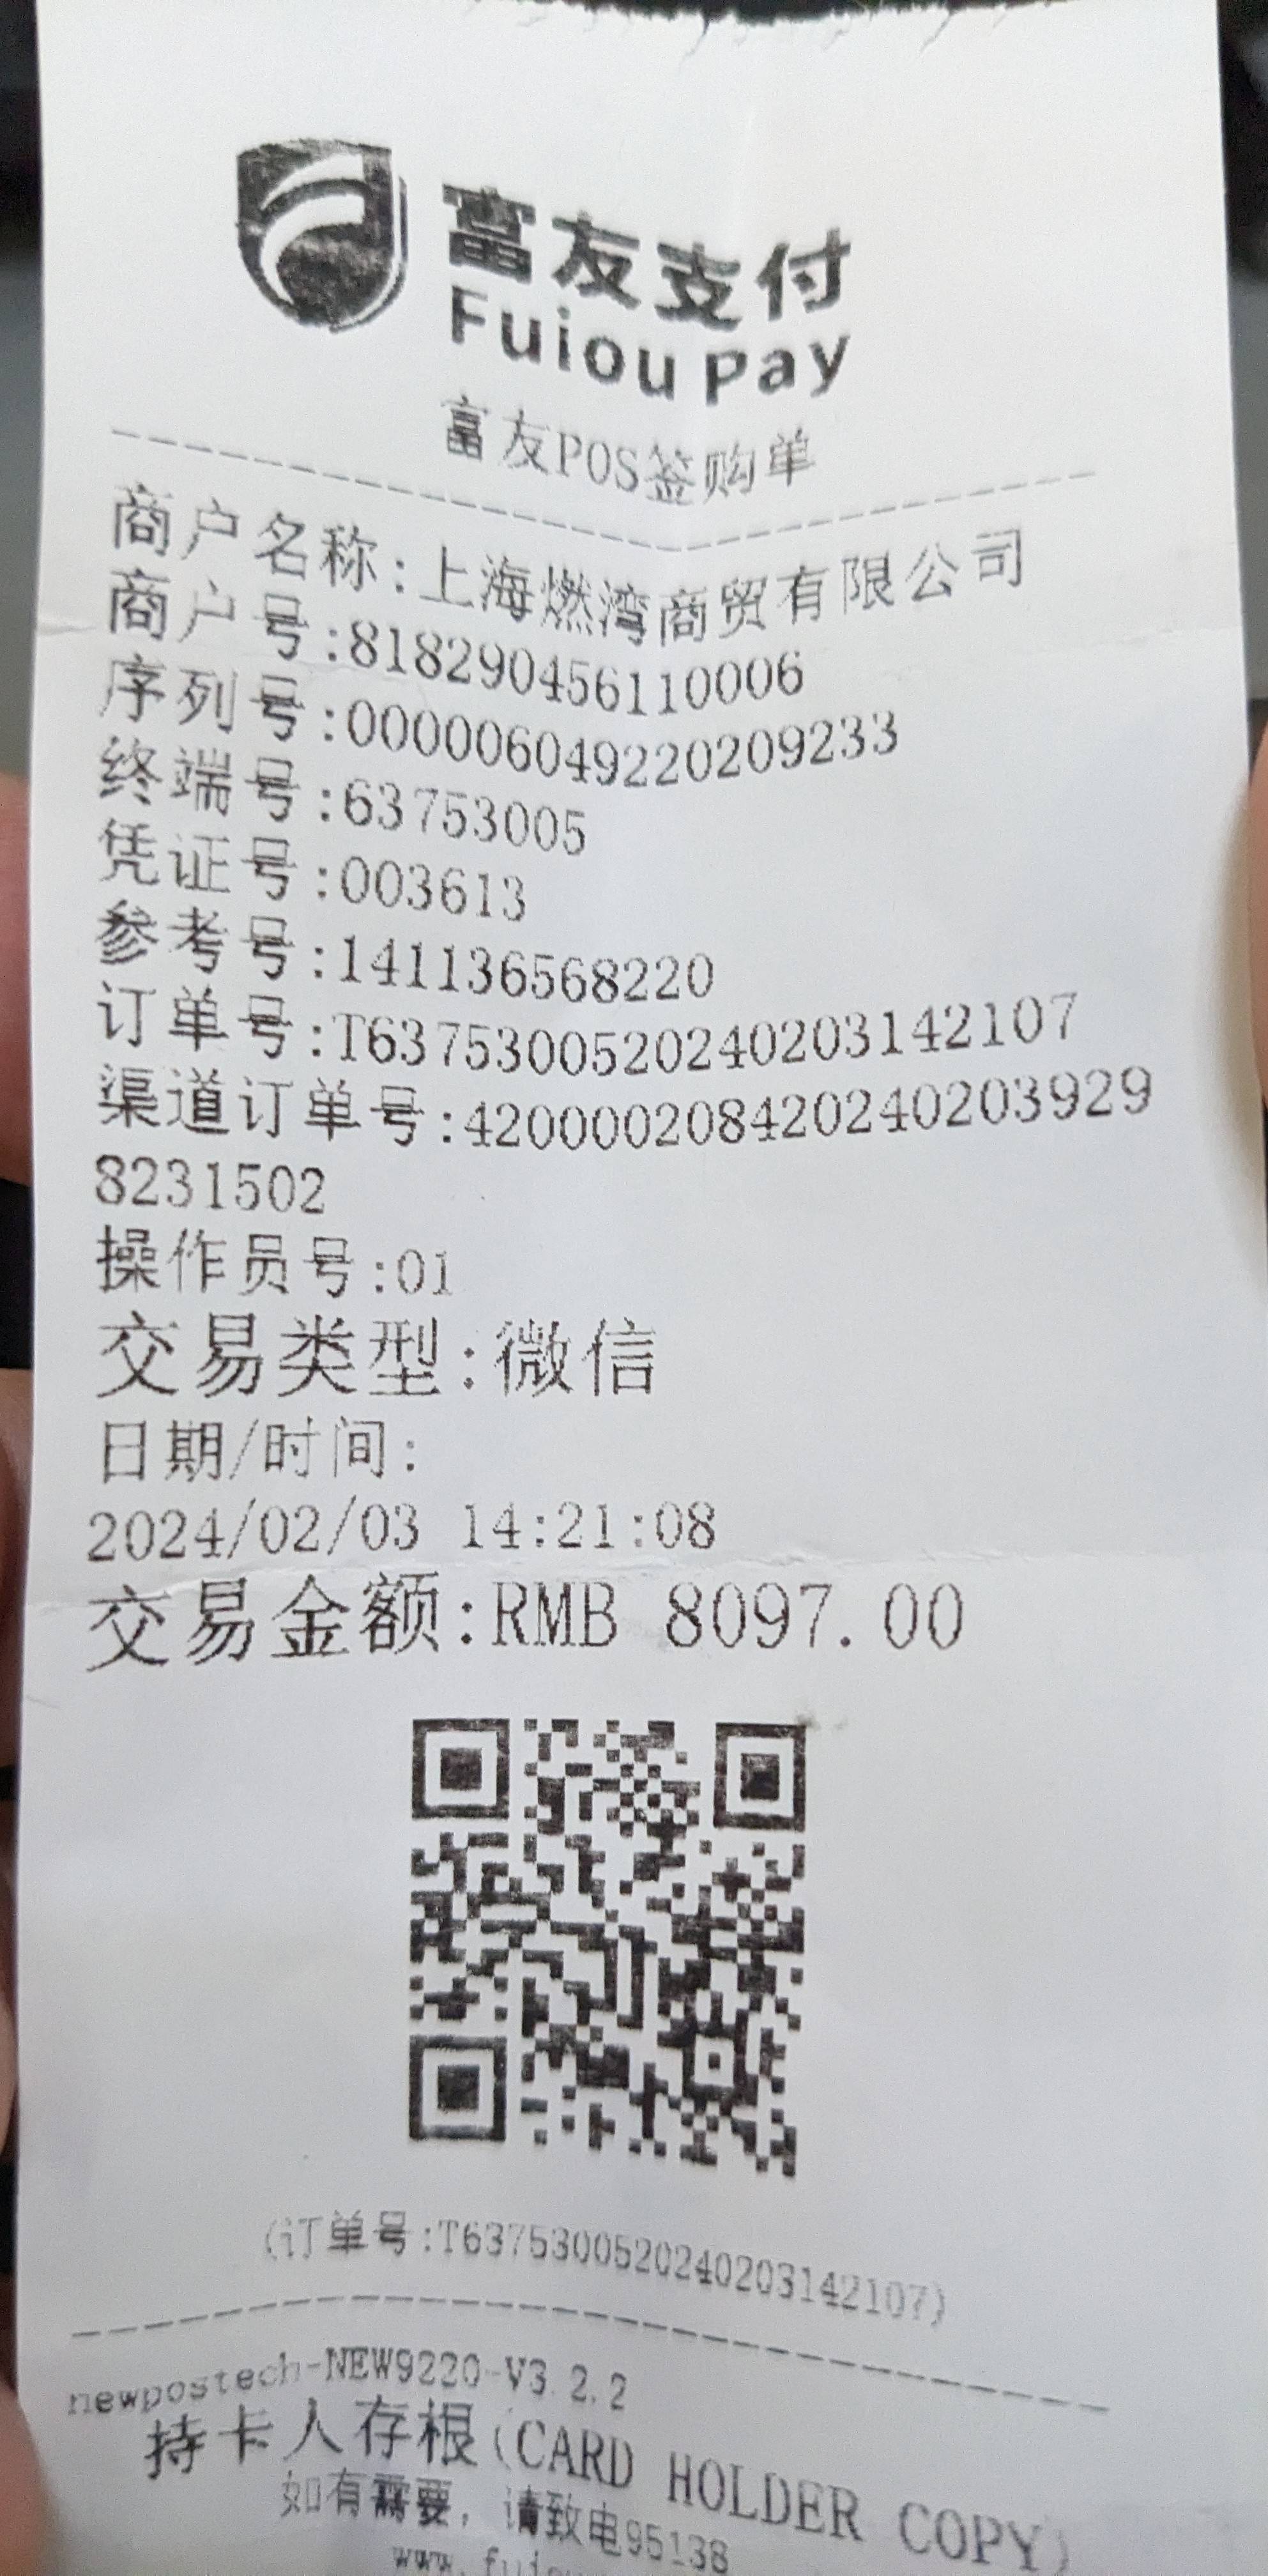 富友支付
Fuiou Pay
富友POS签购单
商户名称:上海燃湾商贸有限公司
商户号:818290456110006
序列号:000006049220209233
终端号:63753005
凭证号:003613
参考号:141136568220
订单号:T6375300520240203142107
渠道订单号:420000208420240203929
8231502
操作员号:01
交易类型:微信
日期/时间:
2024/02/03 14:21:08
交易金额:RMB 8097.00
(订单号:T6375300520240203142107)
newpostech-NEW9220-V3.2.2
持卡人存根(CARD HOLDER COPY)
如有需要，请致电95138